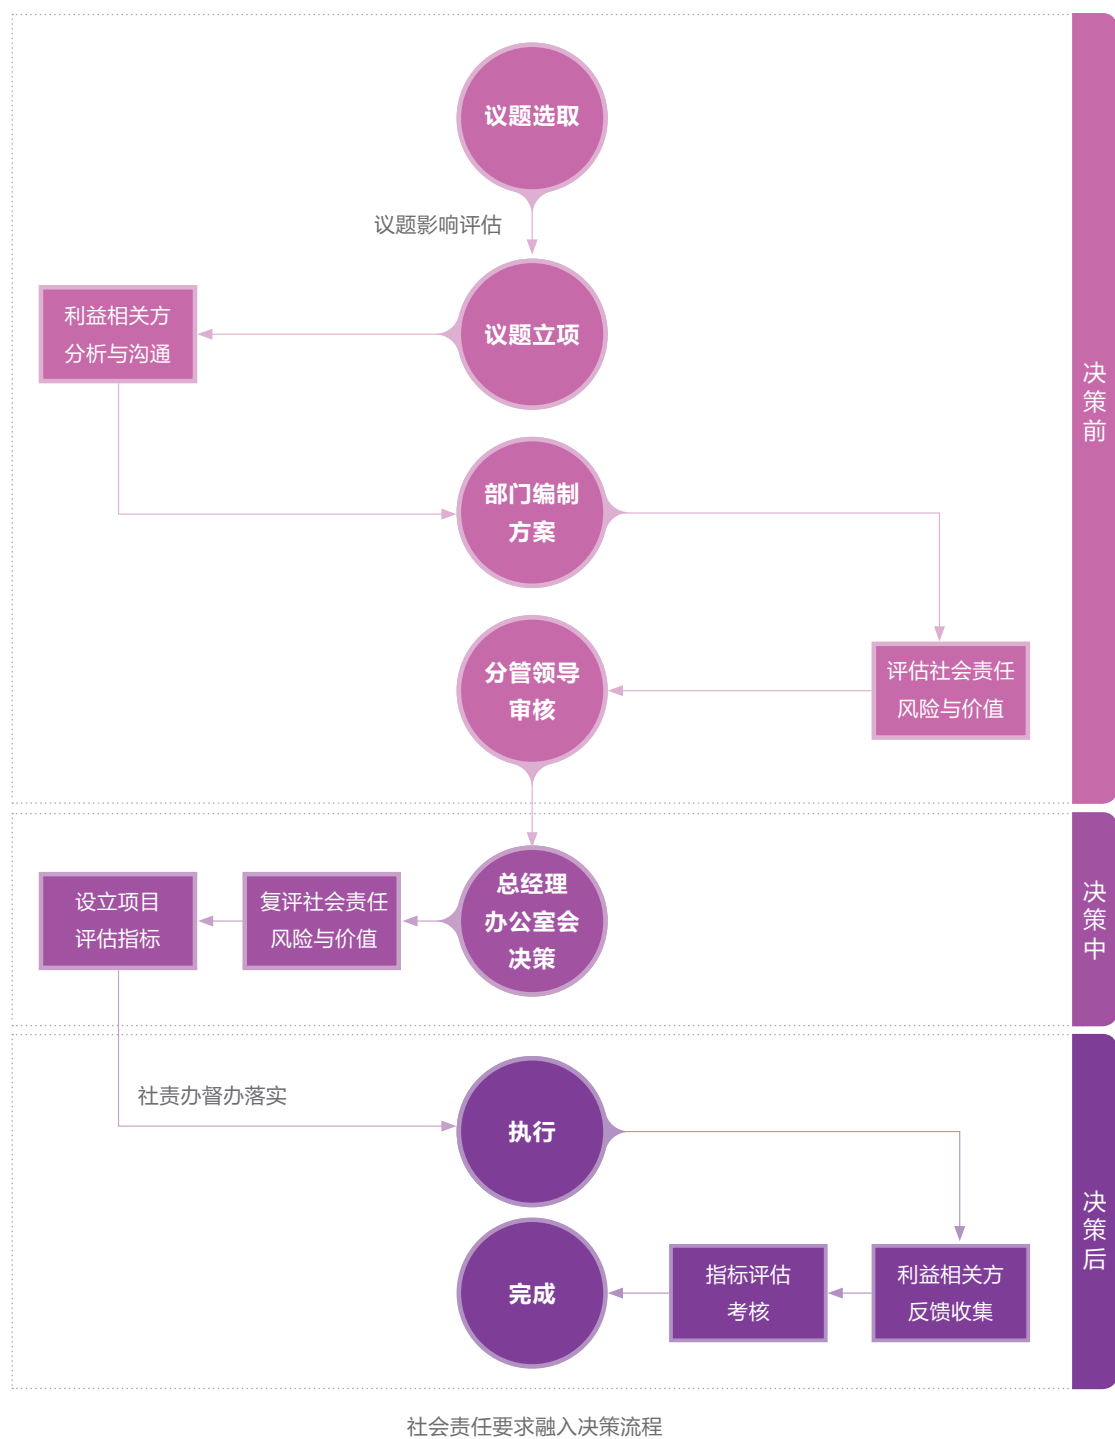 议题选取
议题影响评估
利益相关方
分析与沟通
议题立项
部门编制
方案
分管领导
审核
评估社会责任
风险与价值
决策前
设立项目
评估指标
复评社会责任
风险与价值
总经理
办公室会
决策
决策中
社责办督办落实
执行
完成
指标评估
考核
利益相关方
反馈收集
决策后
社会责任要求融入决策流程